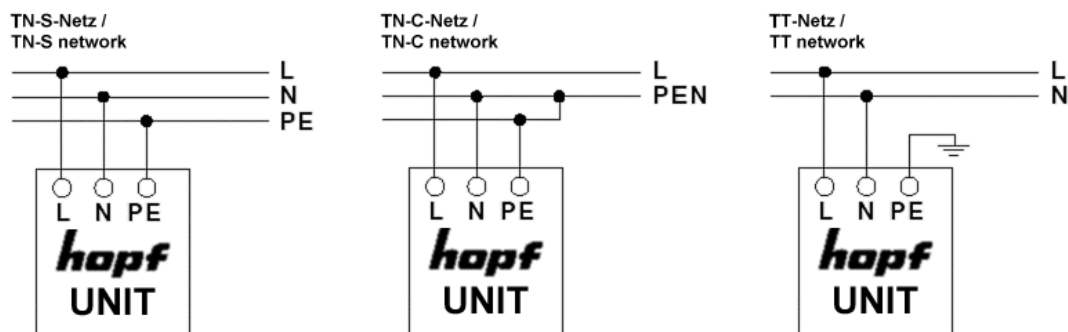 TN-S-Netz /
TN-S network
L
N
PE
L N PE
hopf
UNIT
TN-C-Netz /
TN-C network
L
PEN
L N PE
hopf
UNIT
TT-Netz /
TT network
L
N
L N PE
hopf
UNIT